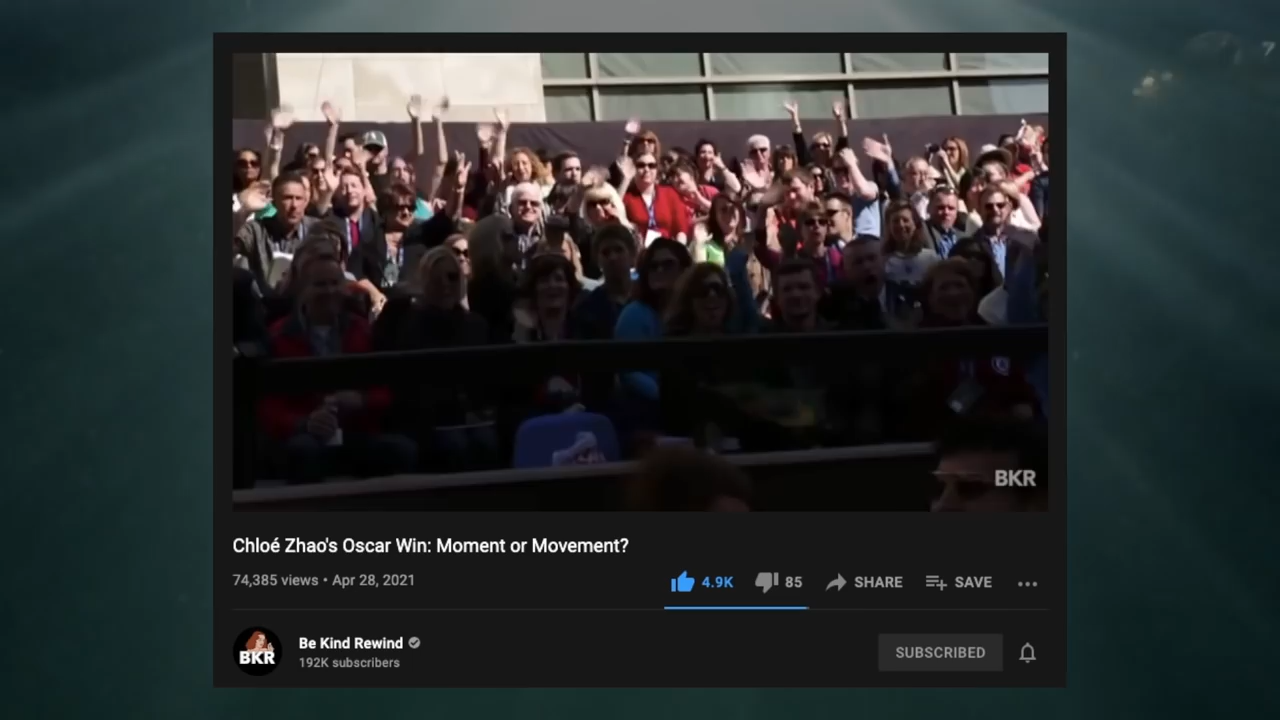 BKR
Chloé Zhao's Oscar Win: Moment or Movement?
74,385 views • Apr 28, 2021
4.9K 85 SHARE SAVE
BKR
Be Kind Rewind
192K subscribers
SUBSCRIBED